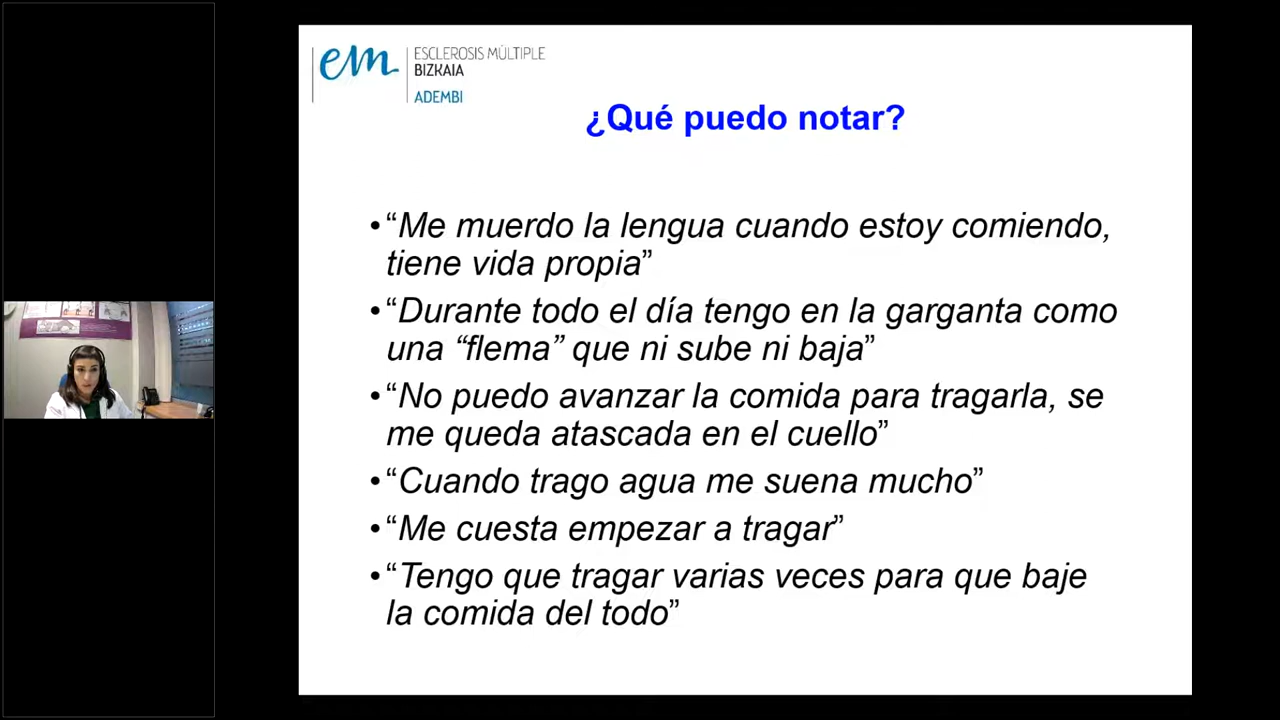 em
ESCLEROSIS MÚLTIPLE
BIZKAIA
ADEMBI
¿Qué puedo notar?
•“Me muerdo la lengua cuando estoy comiendo,
tiene vida propia”
•“Durante todo el día tengo en la garganta como
una “flema” que ni sube ni baja”
•“No puedo avanzar la comida para tragarla, se
me queda atascada en el cuello”
•“Cuando trago agua me suena mucho”
•“Me cuesta empezar a tragar”
•“Tengo que tragar varias veces para que baje
la comida del todo”